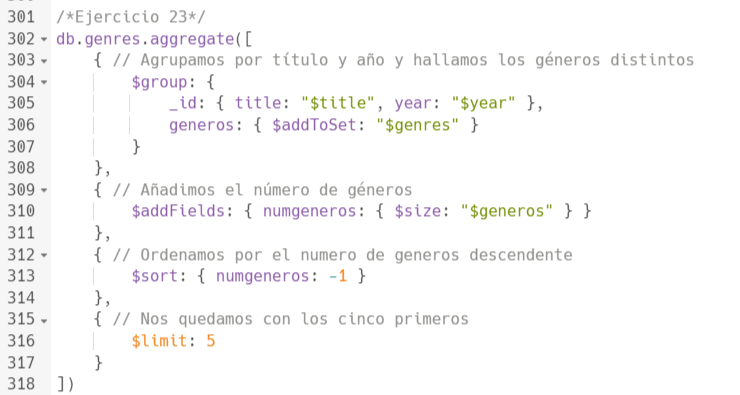 301 /*Ejercicio 23*/
302 db.genres.aggregate([
303 { // Agrupamos por título y año y hallamos los géneros distintos
304 $group: {
305 _id: { title: "$title", year: "$year" },
306 generos: { $addToSet: "$genres" }
307 }
308 },
309 { // Añadimos el número de géneros
310 $addFields: { numgeneros: { $size: "$generos" } }
311 },
312 { // Ordenamos por el numero de generos descendente
313 $sort: { numgeneros: -1 }
314 },
315 { // Nos quedamos con los cinco primeros
316 $limit: 5
317 }
318 ])